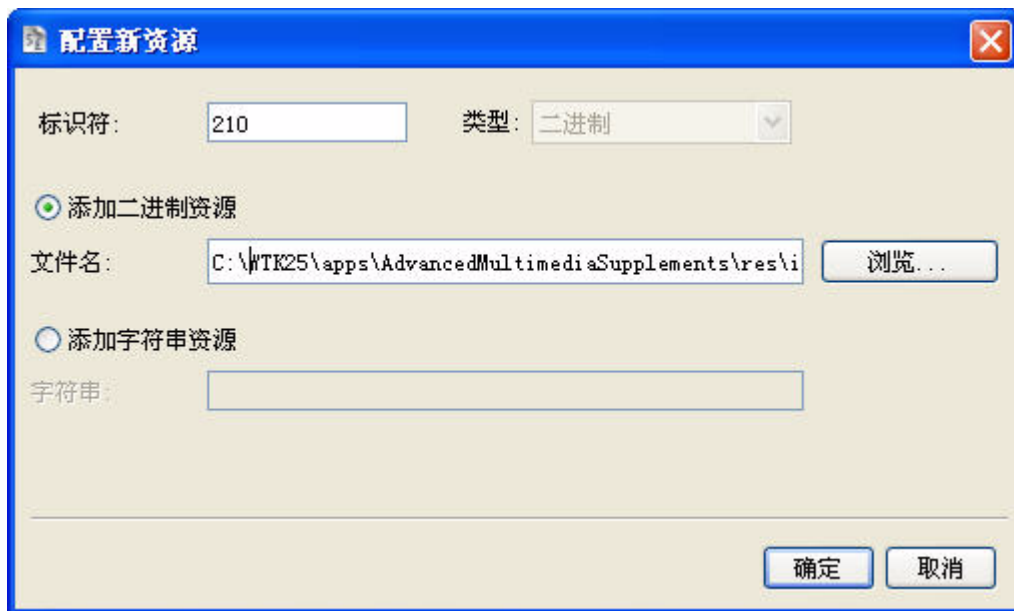 配置新资源
标识符: 210 类型: 二进制
添加二进制资源
文件名: C:\WTK25\apps\AdvancedMultimediaSupplements\res\i 浏览...
添加字符串资源
字符串:
确定 取消